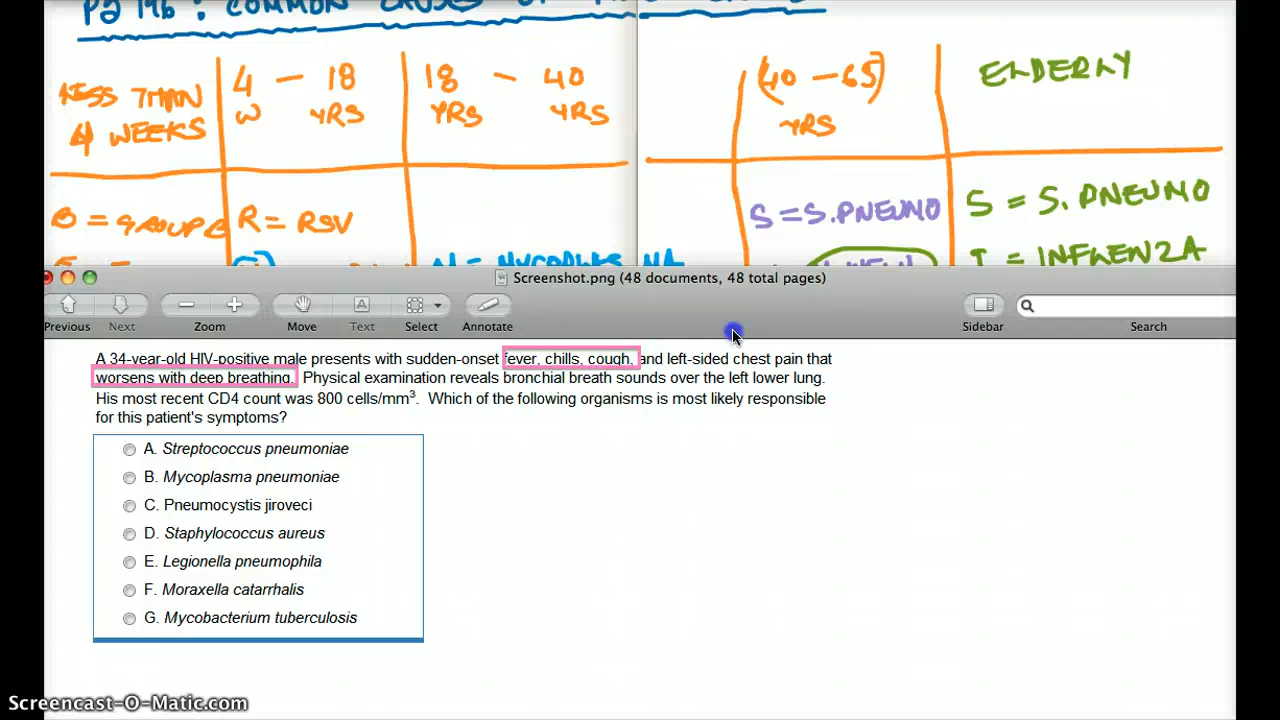 Pg 196: COMMON CAUSES OF
LESS THAN 4 WEEKS
4 - 18
W YRS
18 - 40
YRS YRS
(40 - 65)
YRS
ELDERLY
B = GROUP B
R = RSV
S = S.PNEUMO
S = S. PNEUMO
I = INFLENZA
Screenshot.png (48 documents, 48 total pages)
Previous Next Zoom Move Text Select Annotate Sidebar Search
A 34-year-old HIV-positive male presents with sudden-onset fever, chills, cough, and left-sided chest pain that
worsens with deep breathing. Physical examination reveals bronchial breath sounds over the left lower lung.
His most recent CD4 count was 800 cells/mm³. Which of the following organisms is most likely responsible
for this patient's symptoms?
A. Streptococcus pneumoniae
B. Mycoplasma pneumoniae
C. Pneumocystis jiroveci
D. Staphylococcus aureus
E. Legionella pneumophila
F. Moraxella catarrhalis
G. Mycobacterium tuberculosis
Screencast-O-Matic.com